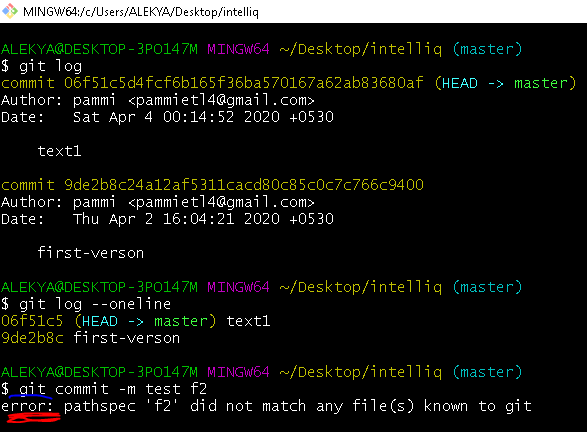 MINGW64:/c/Users/ALEKYA/Desktop/intelliq
ALEKYA@DESKTOP-3PO147M MINGW64 ~/Desktop/intelliq (master)
$ git log
commit 06f51c5d4fcf6b165f36ba570167a62ab83680af (HEAD -> master)
Author: pammi <pammietl4@gmail.com>
Date:   Sat Apr 4 00:14:52 2020 +0530
text1
commit 9de2b8c24a12af5311cacd80c85c0c7c766c9400
Author: pammi <pammietl4@gmail.com>
Date:   Thu Apr 2 16:04:21 2020 +0530
first-verson
ALEKYA@DESKTOP-3PO147M MINGW64 ~/Desktop/intelliq (master)
$ git log --oneline
06f51c5 (HEAD -> master) text1
9de2b8c first-verson
ALEKYA@DESKTOP-3PO147M MINGW64 ~/Desktop/intelliq (master)
$ git commit -m test f2
error: pathspec 'f2' did not match any file(s) known to git